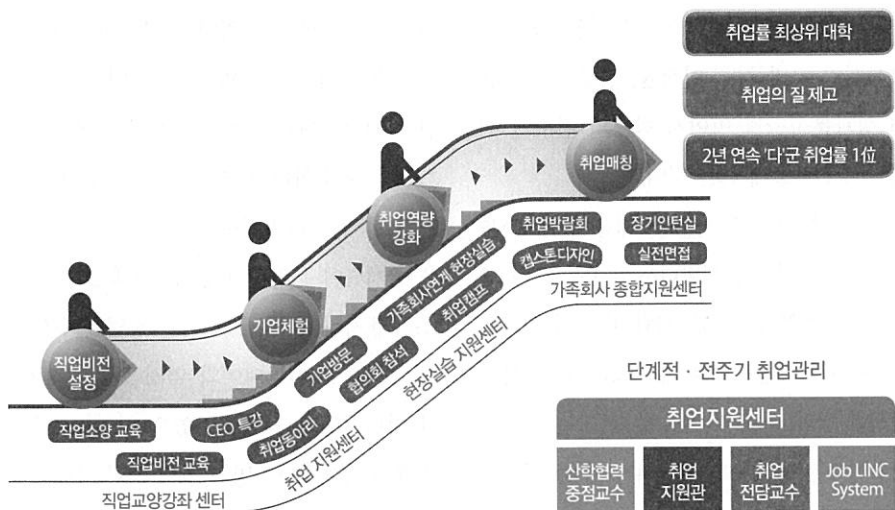 취업률 최상위 대학
취업의 질 제고
2년 연속 '다'군 취업률 1位
취업매칭
취업역량
강화
기업체험
직업비전
설정
취업박람회
장기인턴십
캡스톤디자인
실전면접
가족회사연계 현장실습
취업캠프
기업방문
협의회 참석
CEO 특강
취업동아리
직업소양 교육
직업비전 교육
가족회사 종합지원센터
현장실습 지원센터
취업 지원센터
직업교양강좌 센터
단계적 · 전주기 취업관리
취업지원센터
산학협력
중점교수
취업
지원관
취업
전담교수
Job LINC
System